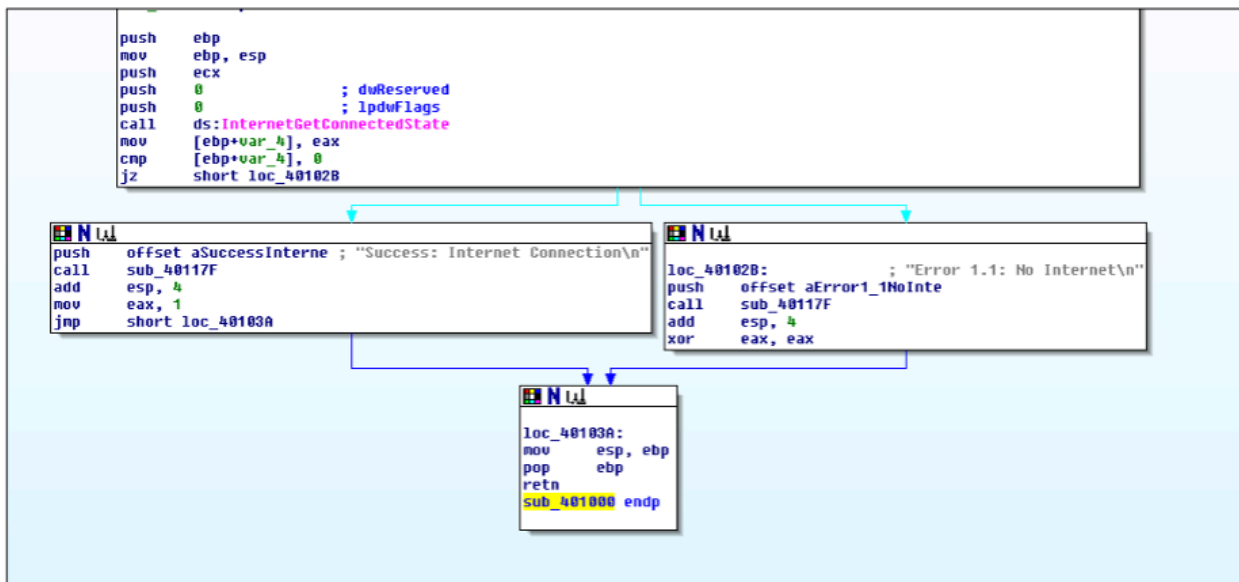 push ebp
mov ebp, esp
push ecx
push 0 ; dwReserved
push 0 ; lpdwFlags
call ds:InternetGetConnectedState
mov [ebp+var_4], eax
cmp [ebp+var_4], 0
jz short loc_40102B
push offset aSuccessInterne ; "Success: Internet Connection\n"
call sub_40117F
add esp, 4
mov eax, 1
jmp short loc_40103A
loc_40102B: ; "Error 1.1: No Internet\n"
push offset aError1_1NoInte
call sub_40117F
add esp, 4
xor eax, eax
loc_40103A:
mov esp, ebp
pop ebp
retn
sub_401000 endp